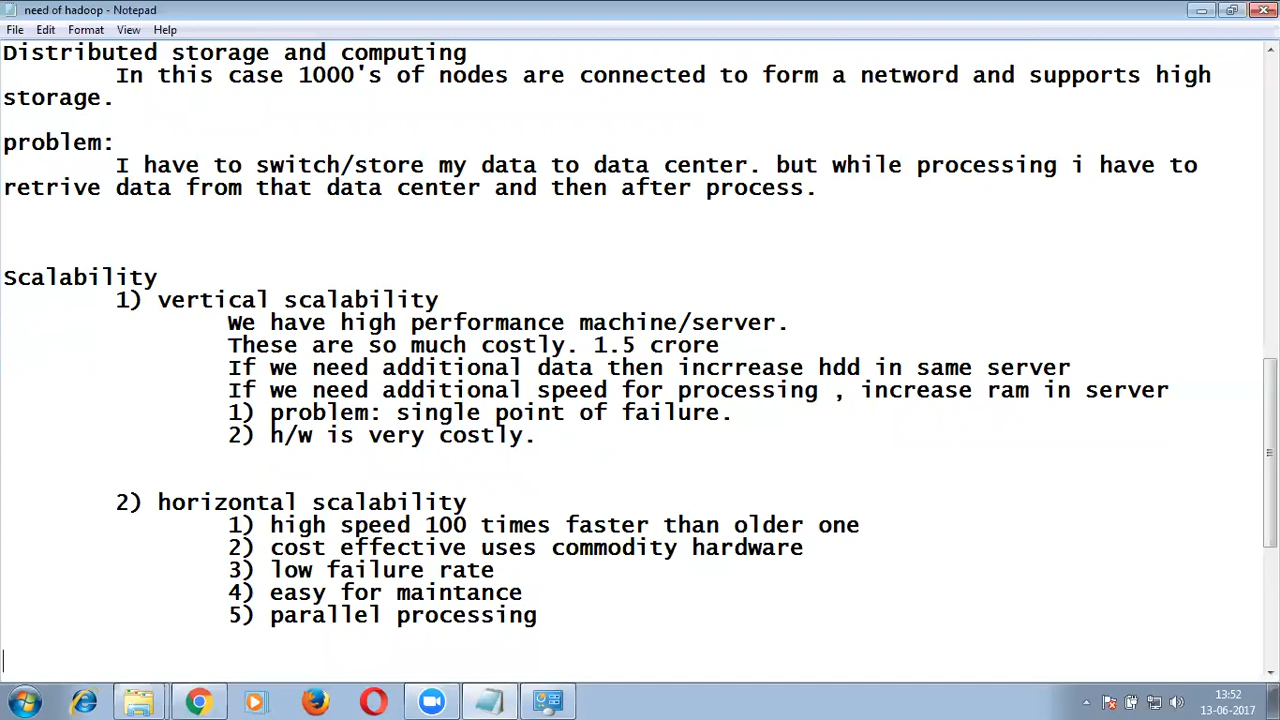 need of hadoop - Notepad
File Edit Format View Help
Distributed storage and computing
In this case 1000's of nodes are connected to form a netword and supports high
storage.
problem:
I have to switch/store my data to data center. but while processing i have to
retrive data from that data center and then after process.
Scalability
1) vertical scalability
We have high performance machine/server.
These are so much costly. 1.5 crore
If we need additional data then incrrease hdd in same server
If we need additional speed for processing , increase ram in server
1) problem: single point of failure.
2) h/w is very costly.
2) horizontal scalability
1) high speed 100 times faster than older one
2) cost effective uses commodity hardware
3) low failure rate
4) easy for maintance
5) parallel processing
13:52
13-06-2017